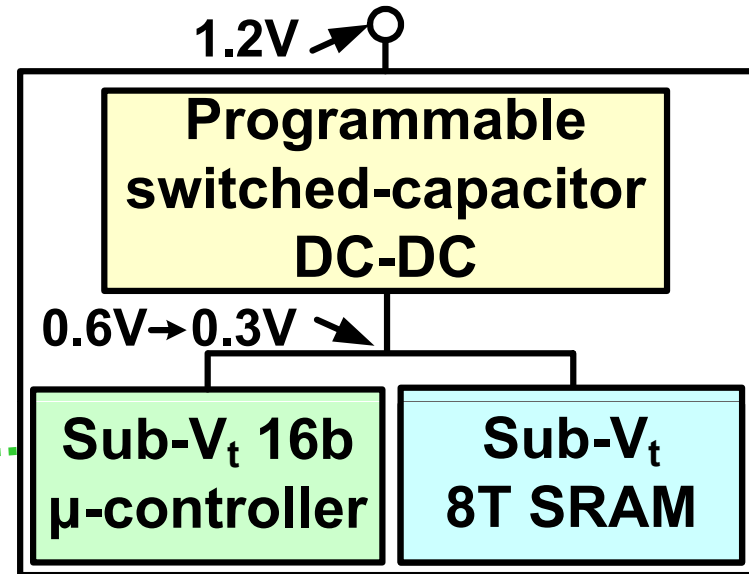 1.2V
Programmable
switched-capacitor
DC-DC
0.6V→0.3V
Sub-Vt 16b
μ-controller
Sub-Vt
8T SRAM